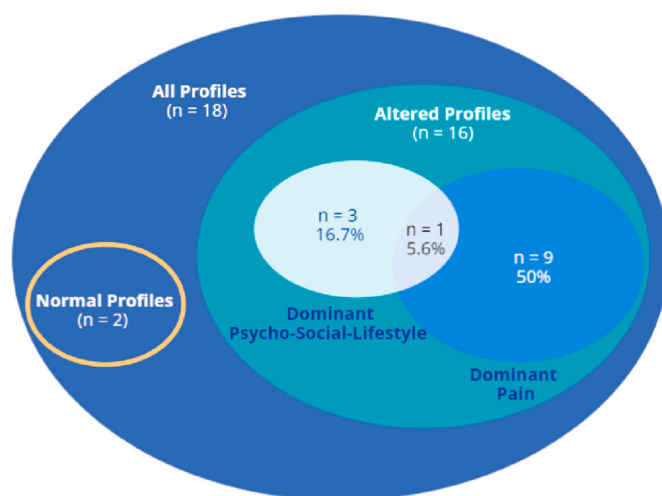 All Profiles
(n = 18)
Altered Profiles
(n = 16)
n = 3
16.7%
n = 1
5.6%
n = 9
50%
Normal Profiles
(n = 2)
Dominant
Psycho-Social-Lifestyle
Dominant
Pain